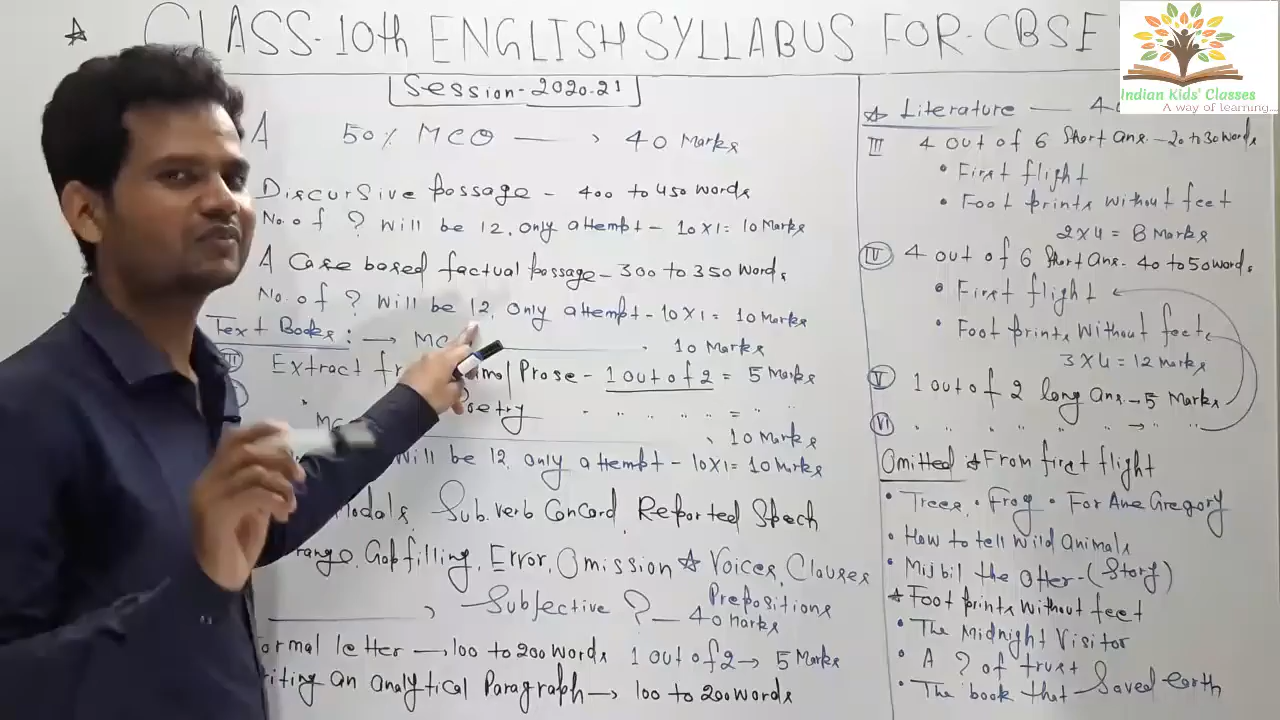 CLASS-10th ENGLISH SYLLABUS FOR-CBSE
Indian Kids' Classes
A way of learning....
Session-2020-21
A 50% MCQ 40 Marks
Discursive passage - 400 to 450 words
No. of ? Will be 12, only attempt - 10x1= 10 Marks
A Case based factual passage - 300 to 350 words
No. of ? Will be 12, only attempt - 10x1= 10 Marks
Text Books: → 10 Marks
III Extract Prose - 1 out of 2 = 5 Marks
" " " " " = " "
10 Marks
Will be 12, only attempt - 10x1= 10 Marks
Modals, Sub.verb Concord, Reported Speech
Gap filling, Error, Omission ☆ Voices, Clauses
Prepositions
Subjective ? 40 Marks
ormal letter → 100 to 200 words 1 out of 2 → 5 Marks
riting an analytical Paragraph → 100 to 200 words
☆ Literature
III 4 out of 6 Short Ans. - 20 to 30 words
• First flight
• Foot prints Without feet
2x4 = 8 Marks
IV 4 out of 6 Short Ans- 40 to 50 words
• First flight
• Foot prints Without feet
3x4 = 12 Marks
V 1 out of 2 long Ans → 5 Marks
VI " " " " " → " "
Omitted ☆ From first flight
• Trees • Frog • For Ane Gregory
• How to tell Wild animals
• Mijbil the otter - (Story)
☆ Foot prints Without feet
• The Midnight Visitor
• A ? of trust
• The book that Saved earth